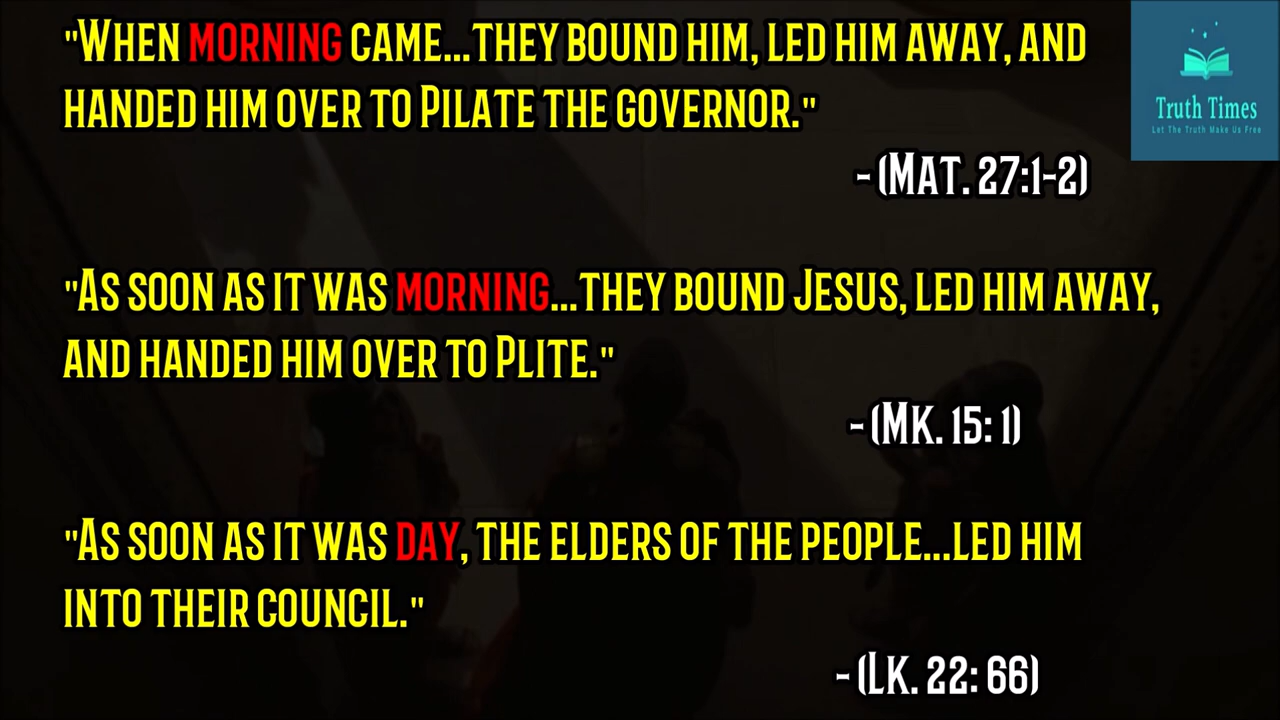 "When morning came...they bound him, led him away, and
handed him over to Pilate the governor."
- (Mat. 27:1-2)
"As soon as it was morning...they bound Jesus, led him away,
and handed him over to Plite."
- (Mk. 15: 1)
"As soon as it was day, the elders of the people...led him
into their council."
- (Lk. 22: 66)
Truth Times
Let The Truth Make Us Free